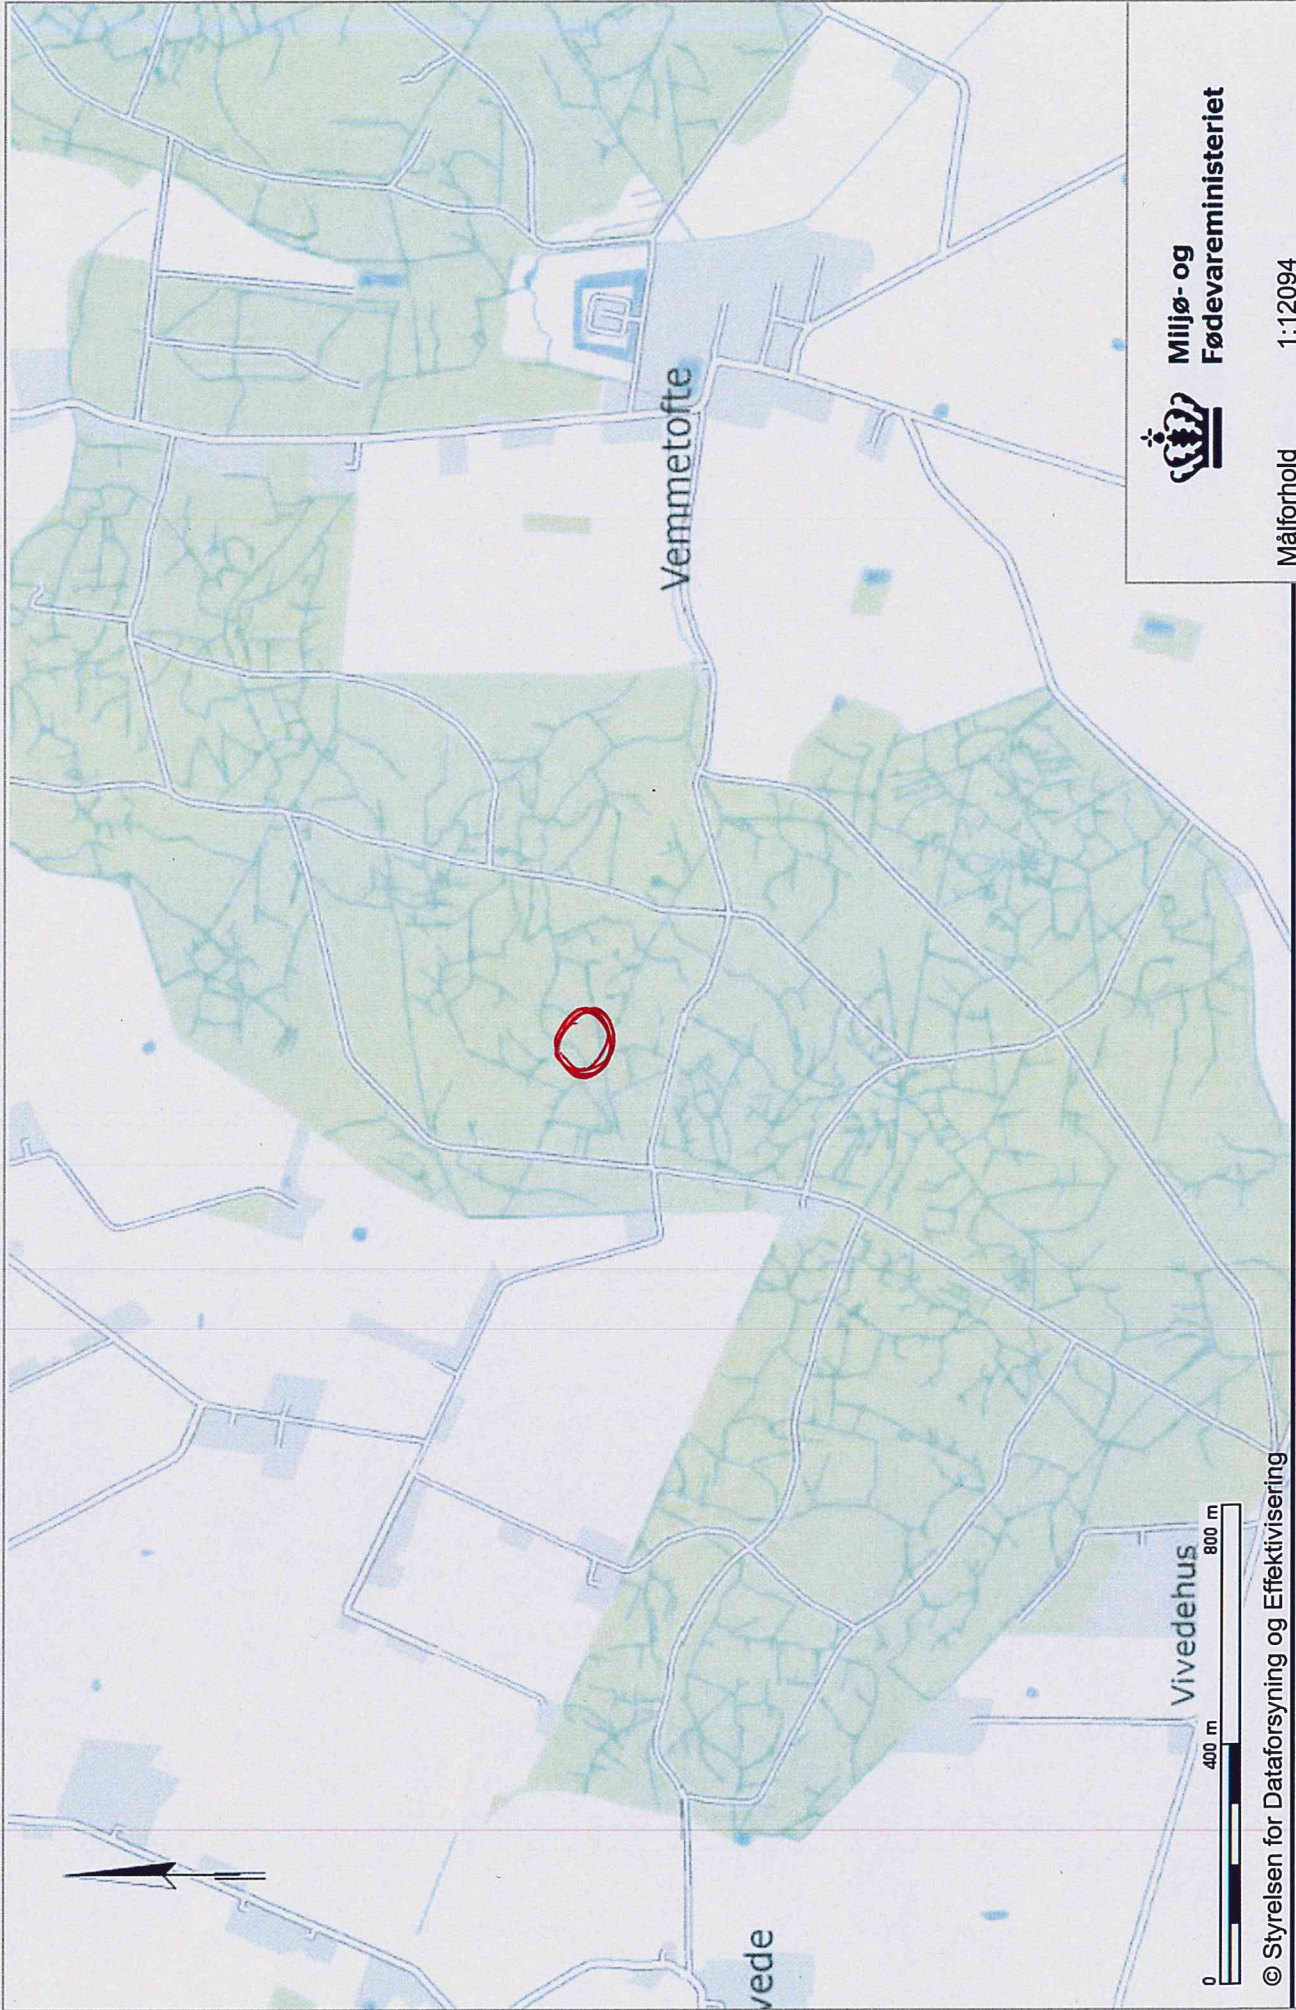 Vemmetofte
vede
Vivedehus
0 400 m 800 m
© Styrelsen for Dataforsyning og Effektivisering
Miljø- og
Fødevareministeriet
Målforhold 1:12094